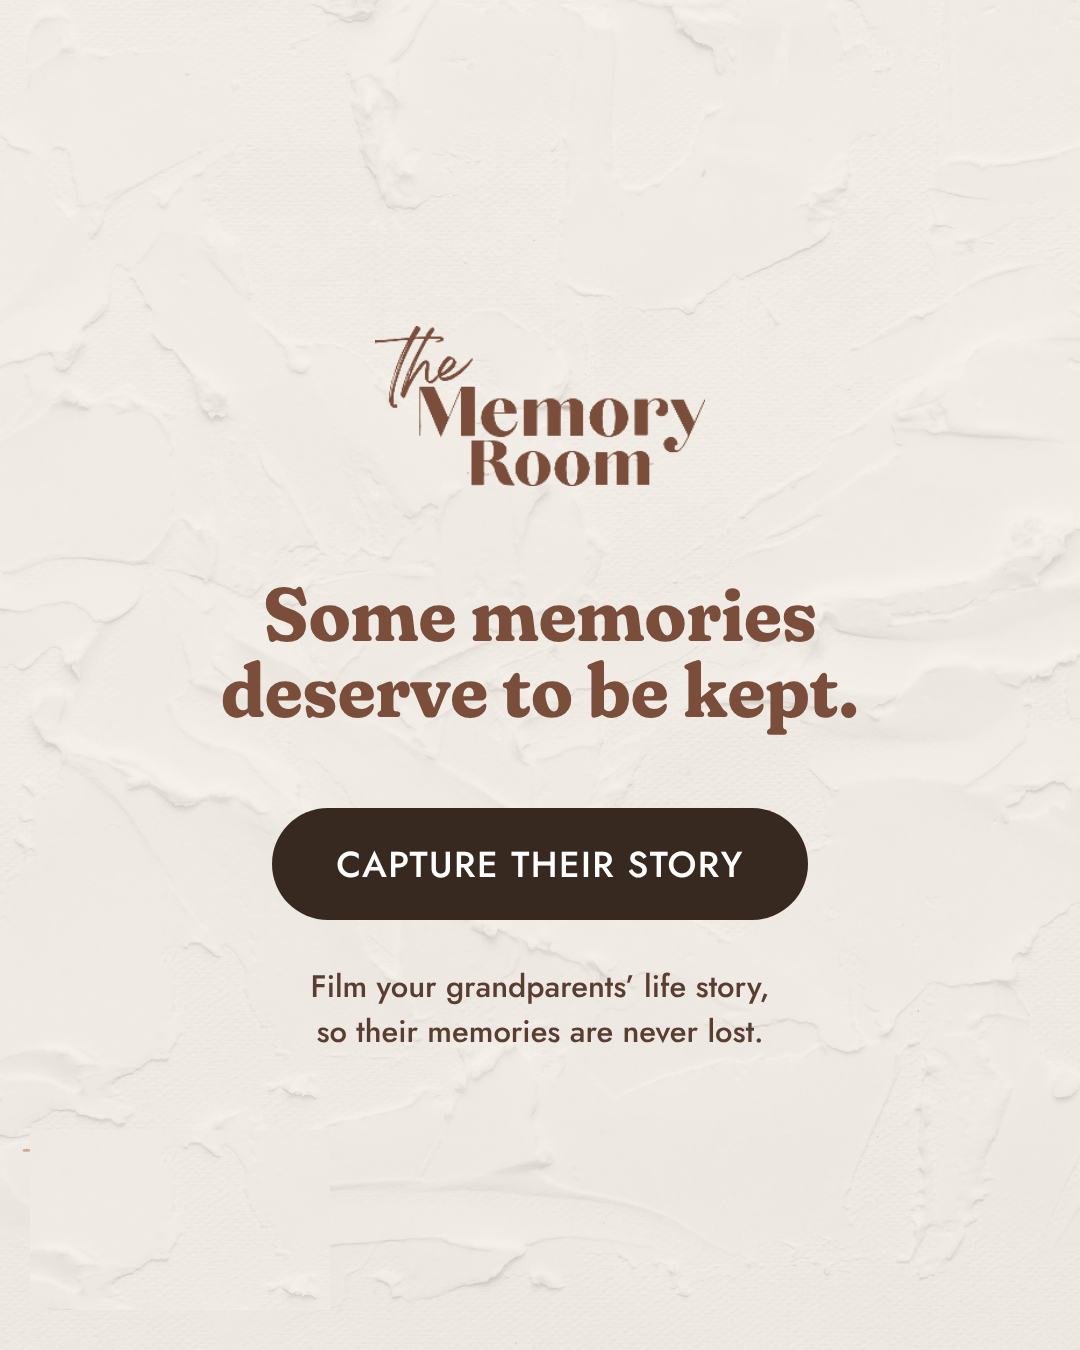 the
Memory
Room
Some memories
deserve to be kept.
CAPTURE THEIR STORY
Film your grandparents’ life story,
so their memories are never lost.